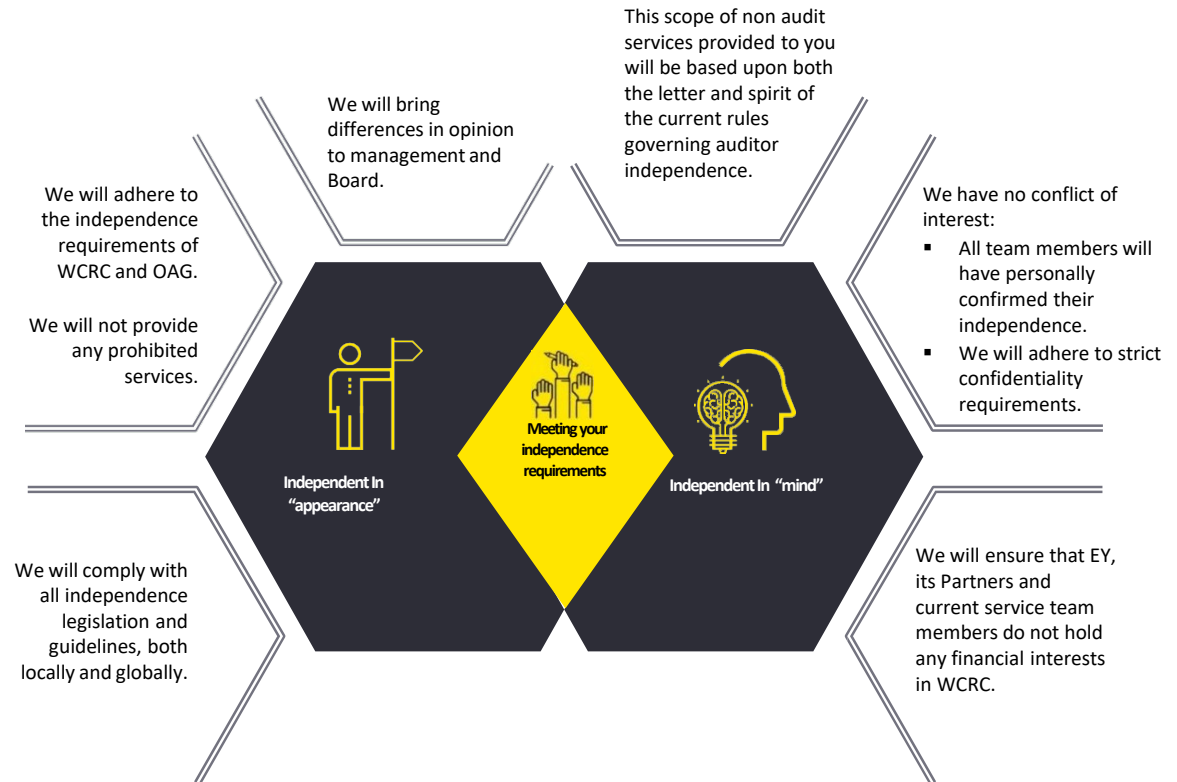 This scope of non audit
services provided to you
will be based upon both
the letter and spirit of
the current rules
governing auditor
independence.
We will bring
differences in opinion
to management and
Board.
We will adhere to
the independence
requirements of
WCRC and OAG.
We will not provide
any prohibited
services.
We have no conflict of
interest:
▪ All team members will
have personally
confirmed their
independence.
▪ We will adhere to strict
confidentiality
requirements.
Meeting your
independence
requirements
Independent In
“appearance”
Independent In “mind”
We will comply with
all independence
legislation and
guidelines, both
locally and globally.
We will ensure that EY,
its Partners and
current service team
members do not hold
any financial interests
in WCRC.